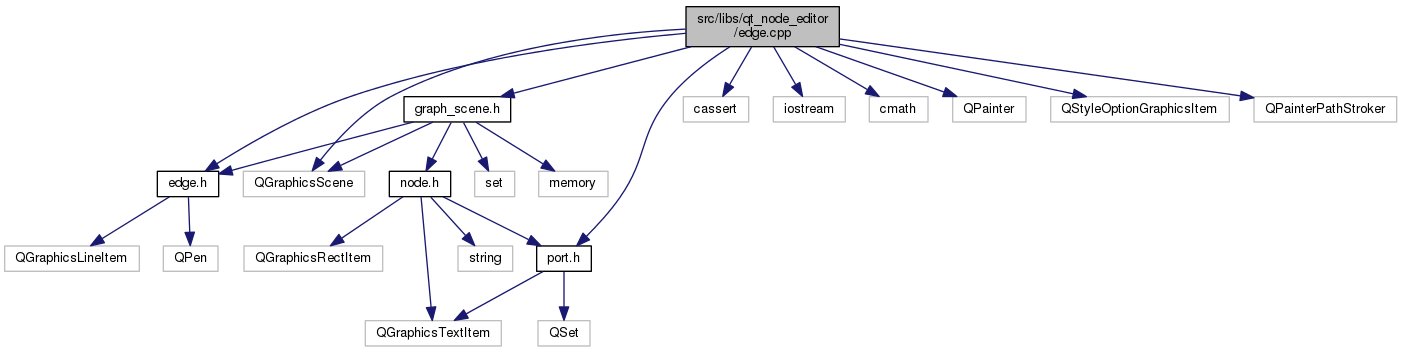 src/libs/qt_node_editor
/edge.cpp
graph_scene.h
cassert
iostream
cmath
QPainter
QStyleOptionGraphicsItem
QPainterPathStroker
edge.h
QGraphicsScene
node.h
set
memory
QGraphicsLineItem
QPen
QGraphicsRectItem
string
port.h
QGraphicsTextItem
QSet